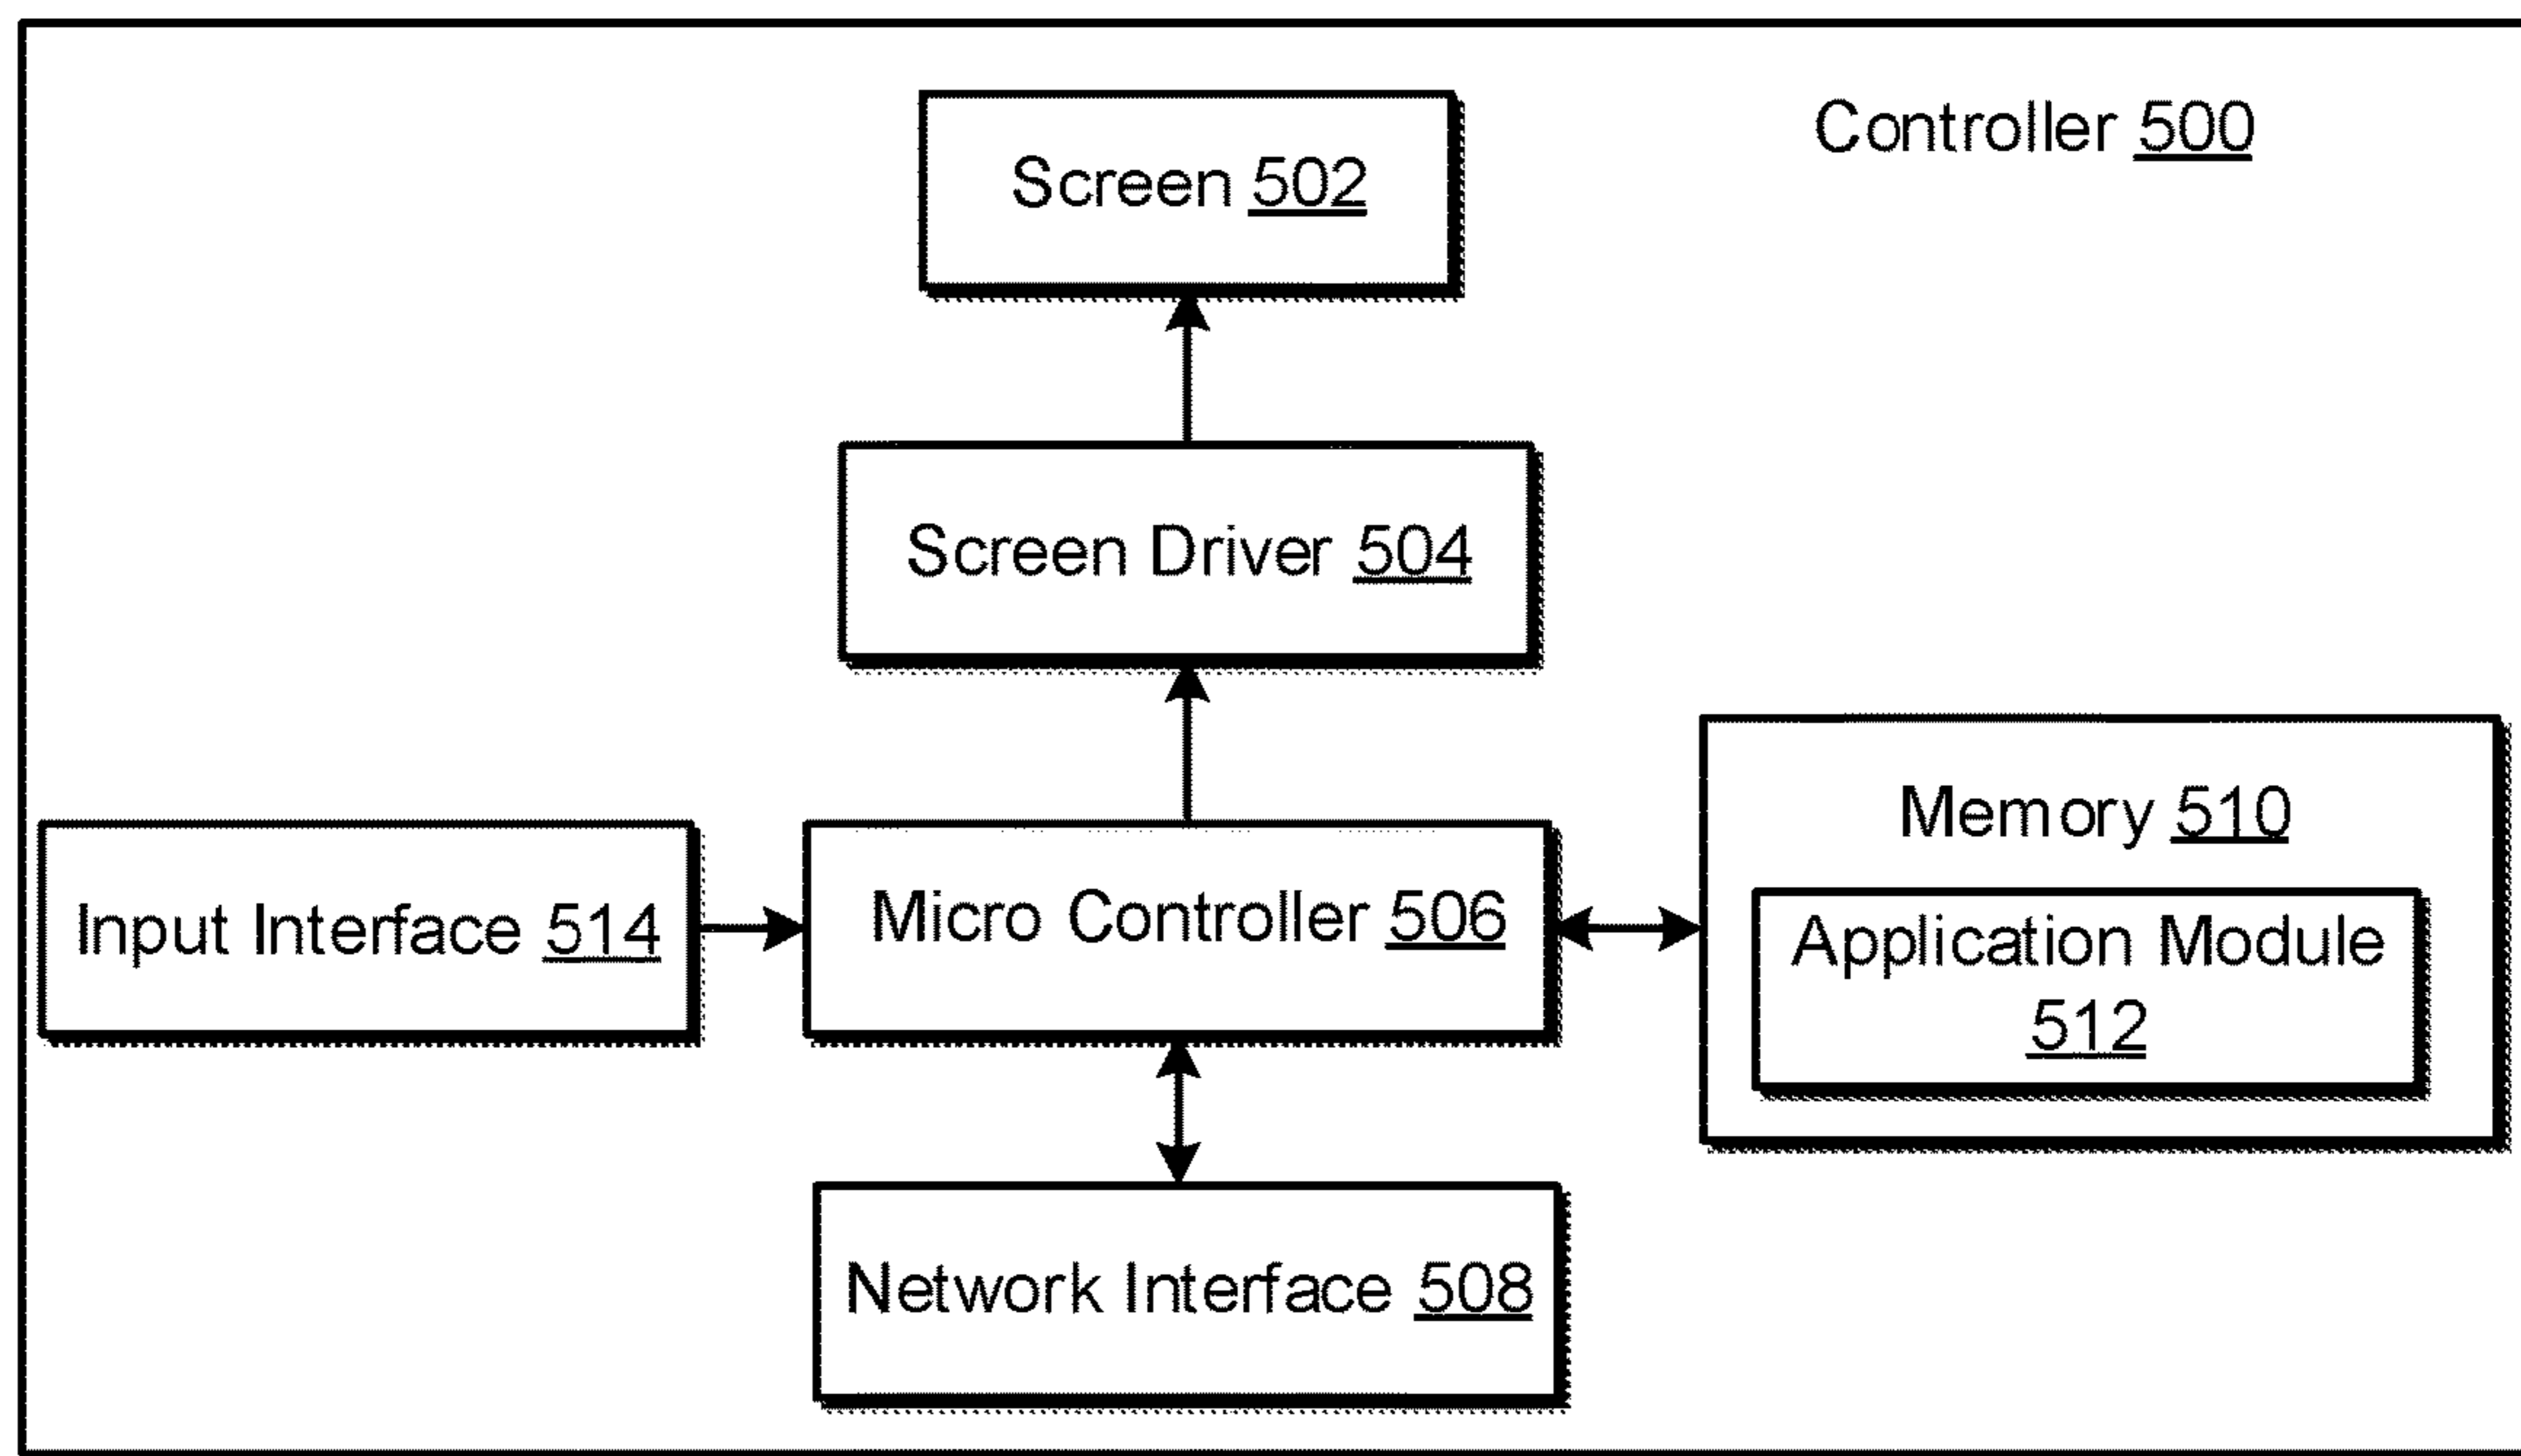 Controller 500
Screen 502
Screen Driver 504
Memory 510
Input Interface 514
Micro Controller 506
Application Module
512
Network Interface 508